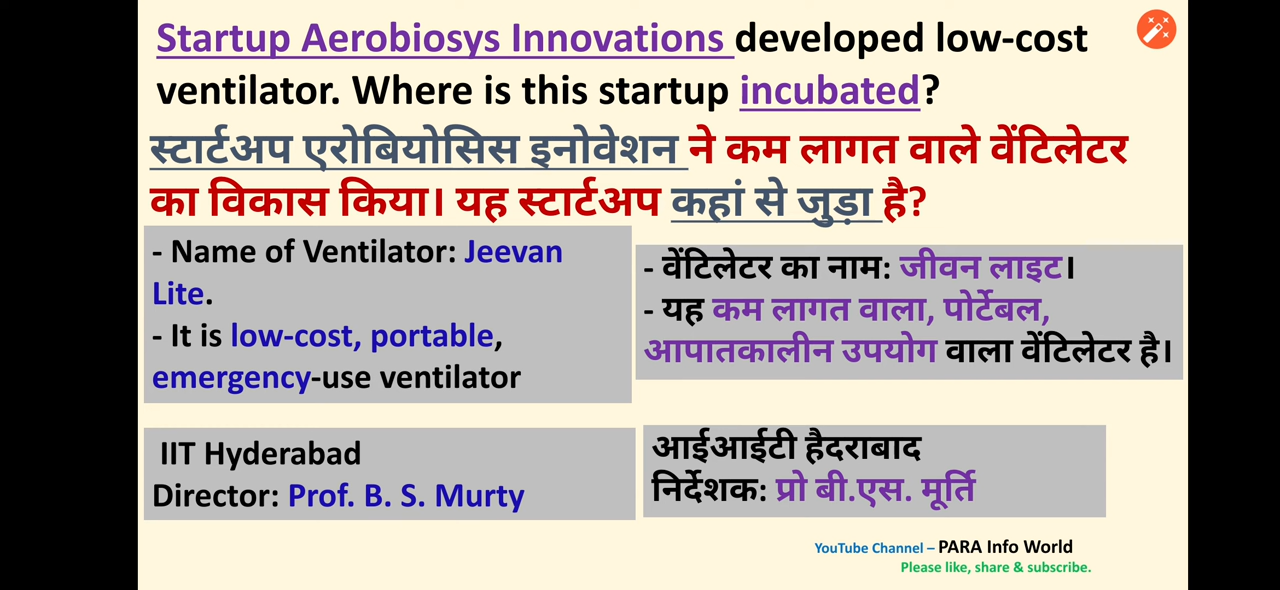 Startup Aerobiosys Innovations developed low-cost
ventilator. Where is this startup incubated?
स्टार्टअप एरोबियोसिस इनोवेशन ने कम लागत वाले वेंटिलेटर
का विकास किया। यह स्टार्टअप कहां से जुड़ा है?
- Name of Ventilator: Jeevan
Lite.
- It is low-cost, portable,
emergency-use ventilator
- वेंटिलेटर का नाम: जीवन लाइट।
- यह कम लागत वाला, पोर्टेबल,
आपातकालीन उपयोग वाला वेंटिलेटर है।
IIT Hyderabad
Director: Prof. B. S. Murty
आईआईटी हैदराबाद
निर्देशक: प्रो बी.एस. मूर्ति
YouTube Channel – PARA Info World
Please like, share & subscribe.